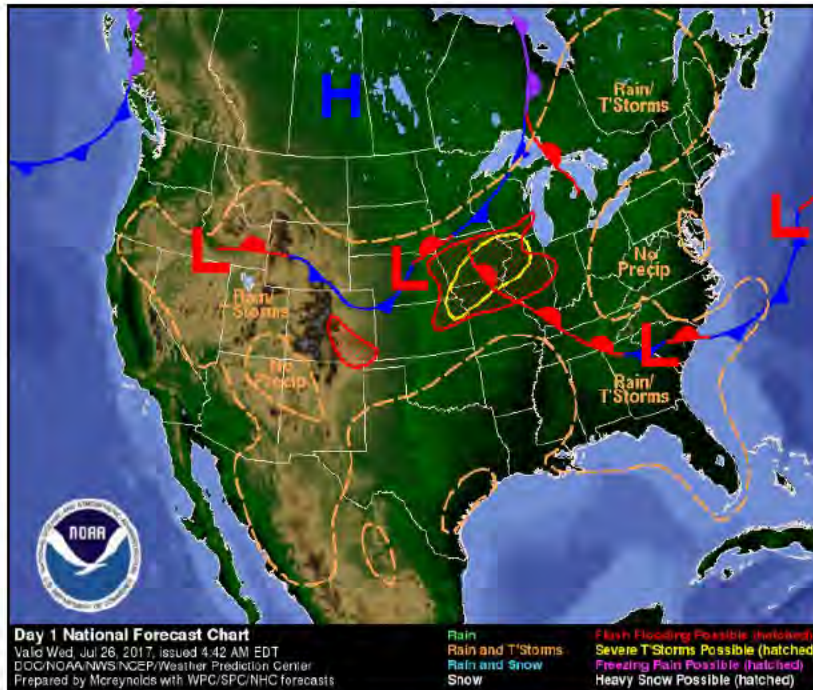 H
Rain/
T'Storms
L
L
L
No
Precip
Rain/
T'Storms
No
Precip
L
Rain/
T'Storms
NOAA
Day 1 National Forecast Chart
Valid Wed, Jul 26, 2017, issued 4:42 AM EDT
DOC/NOAA/NWS/NCEP/Weather Prediction Center
Prepared by Mcreynolds with WPC/SPC/NHC forecasts
Rain
Rain and T'Storms
Rain and Snow
Snow
Flash Flooding Possible (hatched)
Severe T'Storms Possible (hatched)
Freezing Rain Possible (hatched)
Heavy Snow Possible (hatched)